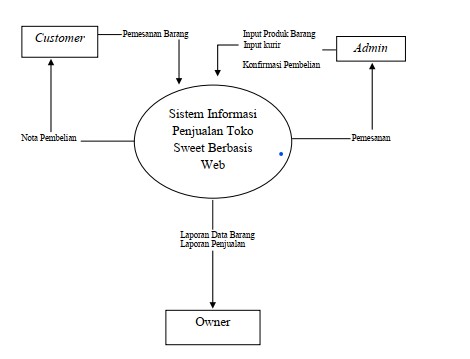 Customer
Pemesanan Barang
Input Produk Barang
Input kurir
Konfirmasi Pembelian
Admin
Sistem Informasi
Penjualan Toko
Sweet Berbasis
Web
Nota Pembelian
Pemesanan
Laporan Data Barang
Laporan Penjualan
Owner